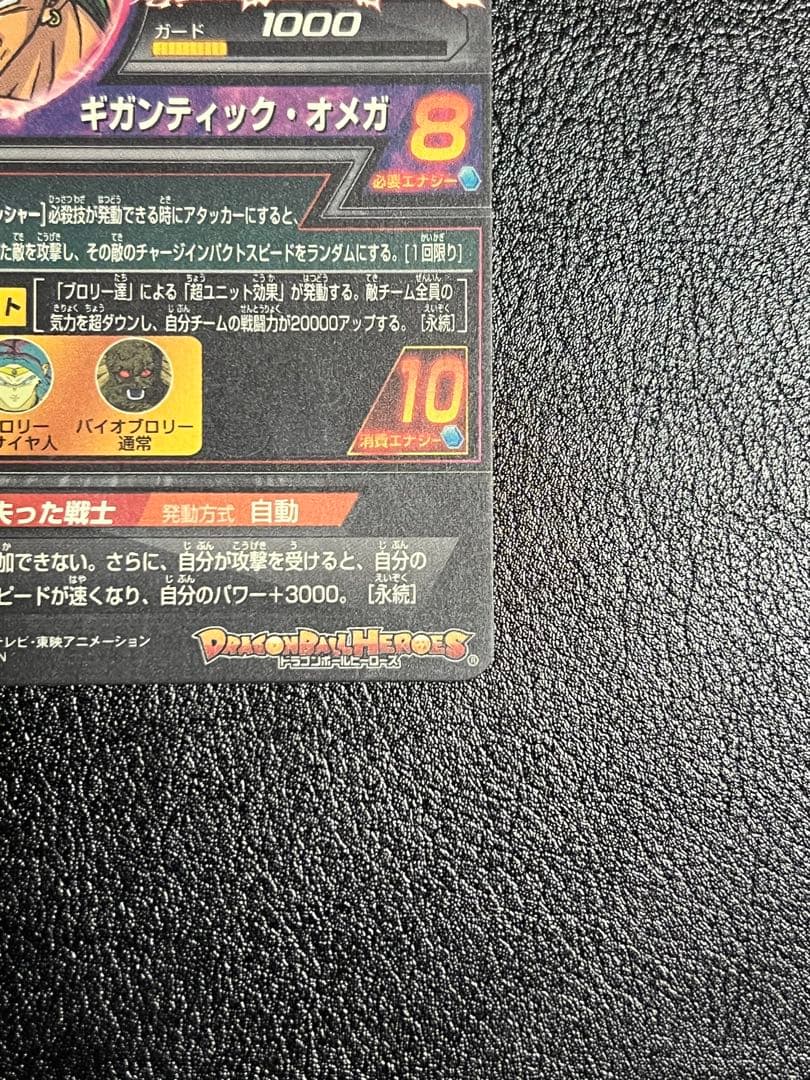 ガード 1000
ギガンティック・オメガ 8
必要エナジー
ッシャー]必殺技が発動できる時にアタッカーにすると、
た敵を攻撃し、その敵のチャージインパクトスピードをランダムにする。[1回限り]
ト 「ブロリー達」による「超ユニット効果」が発動する。敵チーム全員の
気力を超ダウンし、自分チームの戦闘力が20000アップする。 [永続]
ロリー
サイヤ人
バイオブロリー
通常
10
消費エナジー
失った戦士 発動方式 自動
加できない。さらに、自分が攻撃を受けると、自分の
ピードが速くなり、自分のパワー+3000。 [永続]
テレビ・東映アニメーション
N
DRAGONBALL HEROES
ドラゴンボールヒーローズ
®